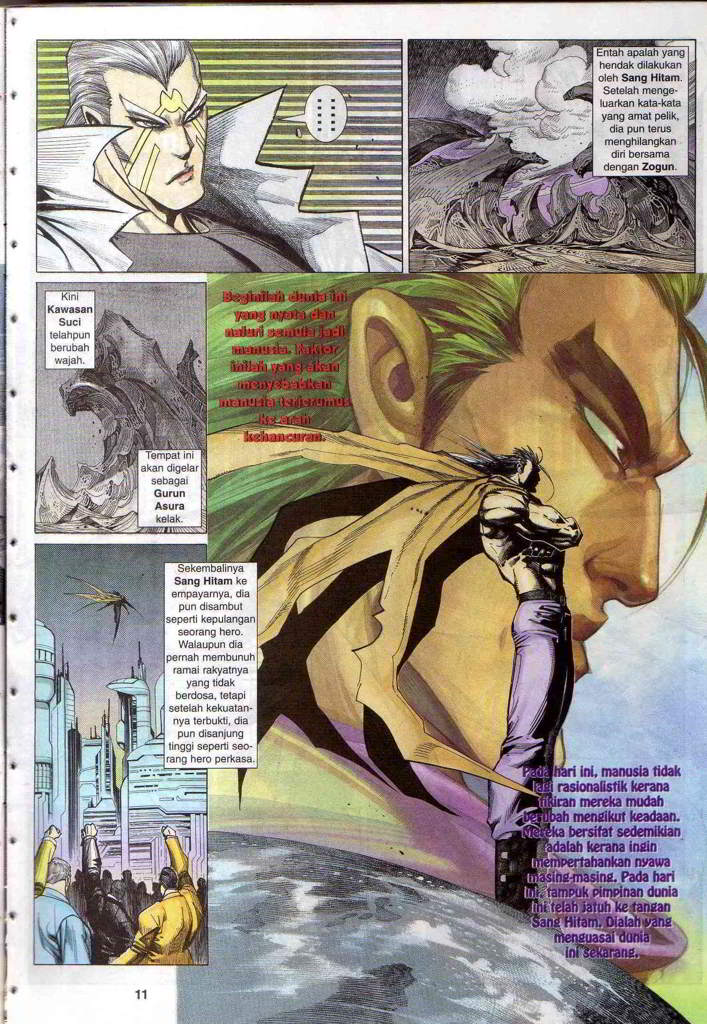 ......
Entah apalah yang
hendak dilakukan
oleh Sang Hitam.
Setelah menge-
luarkan kata-kata
yang amat pelik,
dia pun terus
menghilangkan
diri bersama
dengan Zogun.
Kini
Kawasan
Suci
telahpun
berubah
wajah.
Tempat ini
akan digelar
sebagai
Gurun
Asura
kelak.
Beginilah dunia ini
yang nyata dan
naluri semula jadi
manusia. Faktor
inilah yang akan
menyebabkan
manusia terjerumus
ke arah
kehancuran.
Sekembalinya
Sang Hitam ke
empayarnya, dia
pun disambut
seperti kepulangan
seorang hero.
Walaupun dia
pernah membunuh
ramai rakyatnya
yang tidak
berdosa, tetapi
setelah kekuatan-
nya terbukti, dia
pun disanjung
tinggi seperti seo-
rang hero perkasa.
Pada hari ini, manusia tidak
lagi rasionalistik kerana
fikiran mereka mudah
berubah mengikut keadaan.
Mereka bersifat sedemikian
adalah kerana ingin
mempertahankan nyawa
masing-masing. Pada hari
ini, tampuk pimpinan dunia
ini telah jatuh ke tangan
Sang Hitam. Dialah yang
menguasai dunia
ini sekarang.
11